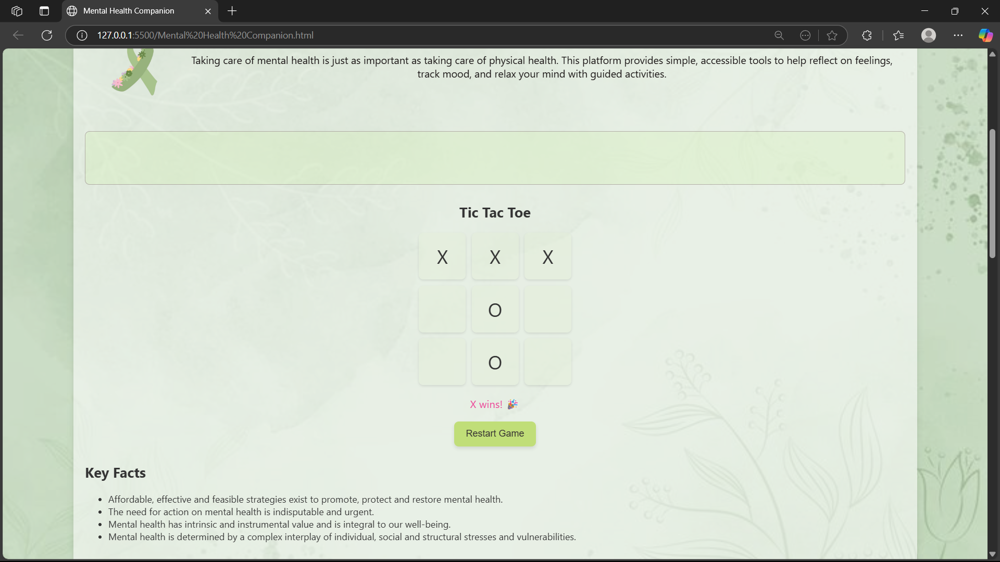 Mental Health Companion
127.0.0.1:5500/Mental%20Health%20Companion.html
Taking care of mental health is just as important as taking care of physical health. This platform provides simple, accessible tools to help reflect on feelings,
track mood, and relax your mind with guided activities.
Tic Tac Toe
X X X
O
O
X wins! 🎉
Restart Game
Key Facts
• Affordable, effective and feasible strategies exist to promote, protect and restore mental health.
• The need for action on mental health is indisputable and urgent.
• Mental health has intrinsic and instrumental value and is integral to our well-being.
• Mental health is determined by a complex interplay of individual, social and structural stresses and vulnerabilities.